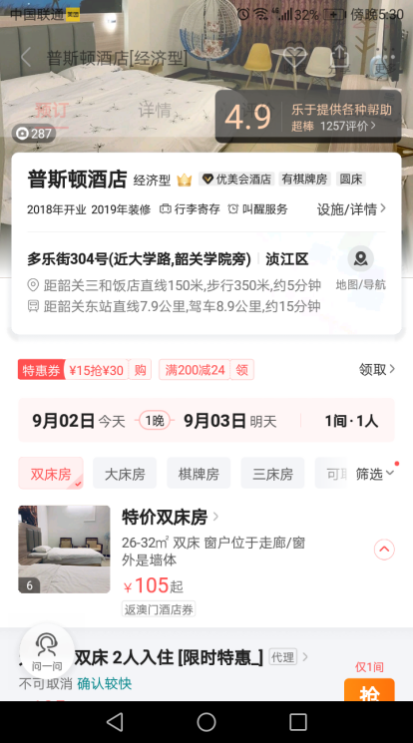 中国联通
32%
傍晚5:30
普斯顿酒店[经济型]
预订
详情
4.9
乐于提供各种帮助
超棒 1257评价>
287
普斯顿酒店 经济型 优美会酒店 有棋牌房 圆床
2018年开业 2019年装修 行李寄存 叫醒服务 设施/详情>
多乐街304号(近大学路,韶关学院旁) 浈江区
距韶关三和饭店直线150米,步行350米,约5分钟
地图/导航
距韶关东站直线7.9公里,驾车8.9公里,约15分钟
特惠券 ¥15抢¥30 购 满200减24 领 领取>
9月02日 今天 1晚 9月03日 明天 1间·1人
双床房 大床房 棋牌房 三床房 筛选
特价双床房>
26-32㎡ 双床 窗户位于走廊/窗
外是墙体
¥105起
返澳门酒店券
6
双床 2人入住 [限时特惠_] 代理 >
问一问
仅1间
不可取消 确认较快
抢